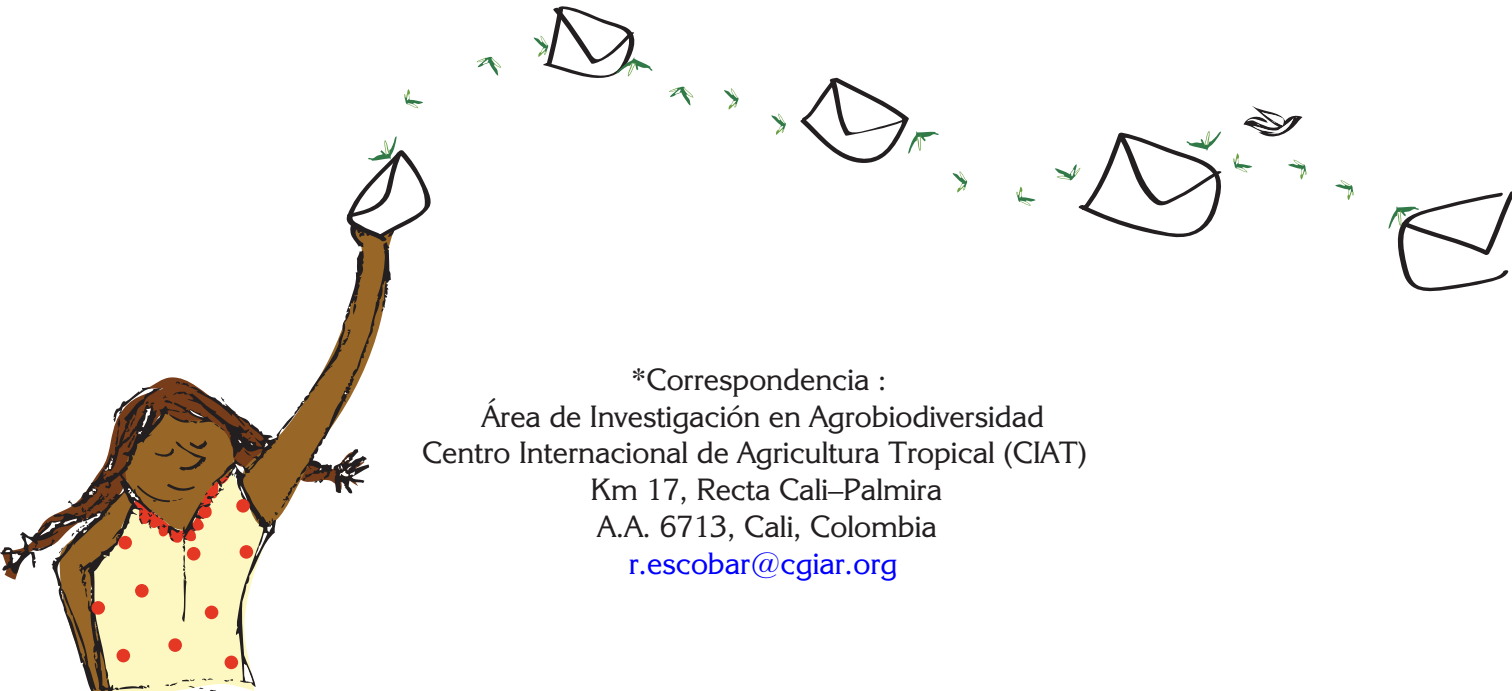 *Correspondencia :
Área de Investigación en Agrobiodiversidad
Centro Internacional de Agricultura Tropical (CIAT)
Km 17, Recta Cali–Palmira
A.A. 6713, Cali, Colombia
r.escobar@cgiar.org